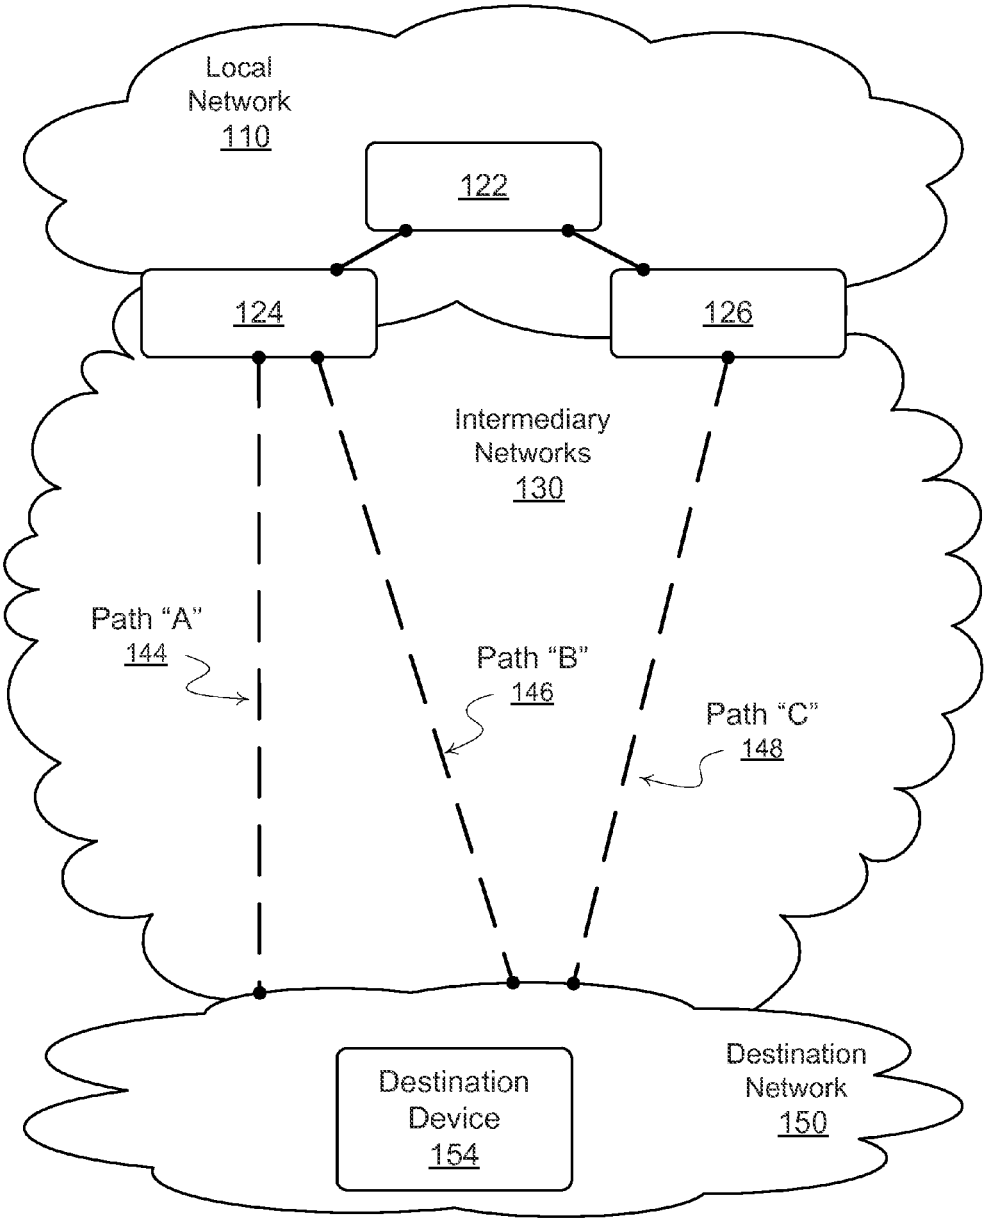 Local
Network
110
122
124
126
Intermediary
Networks
130
Path “A”
144
Path “B”
146
Path “C”
148
Destination
Network
150
Destination
Device
154